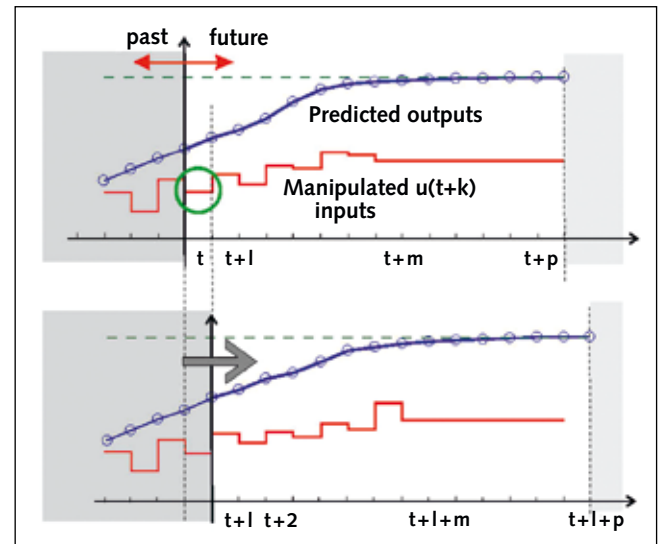 past future
Predicted outputs
Manipulated u(t+k)
inputs
t t+l t+m t+p
t+l t+2 t+l+m t+l+p